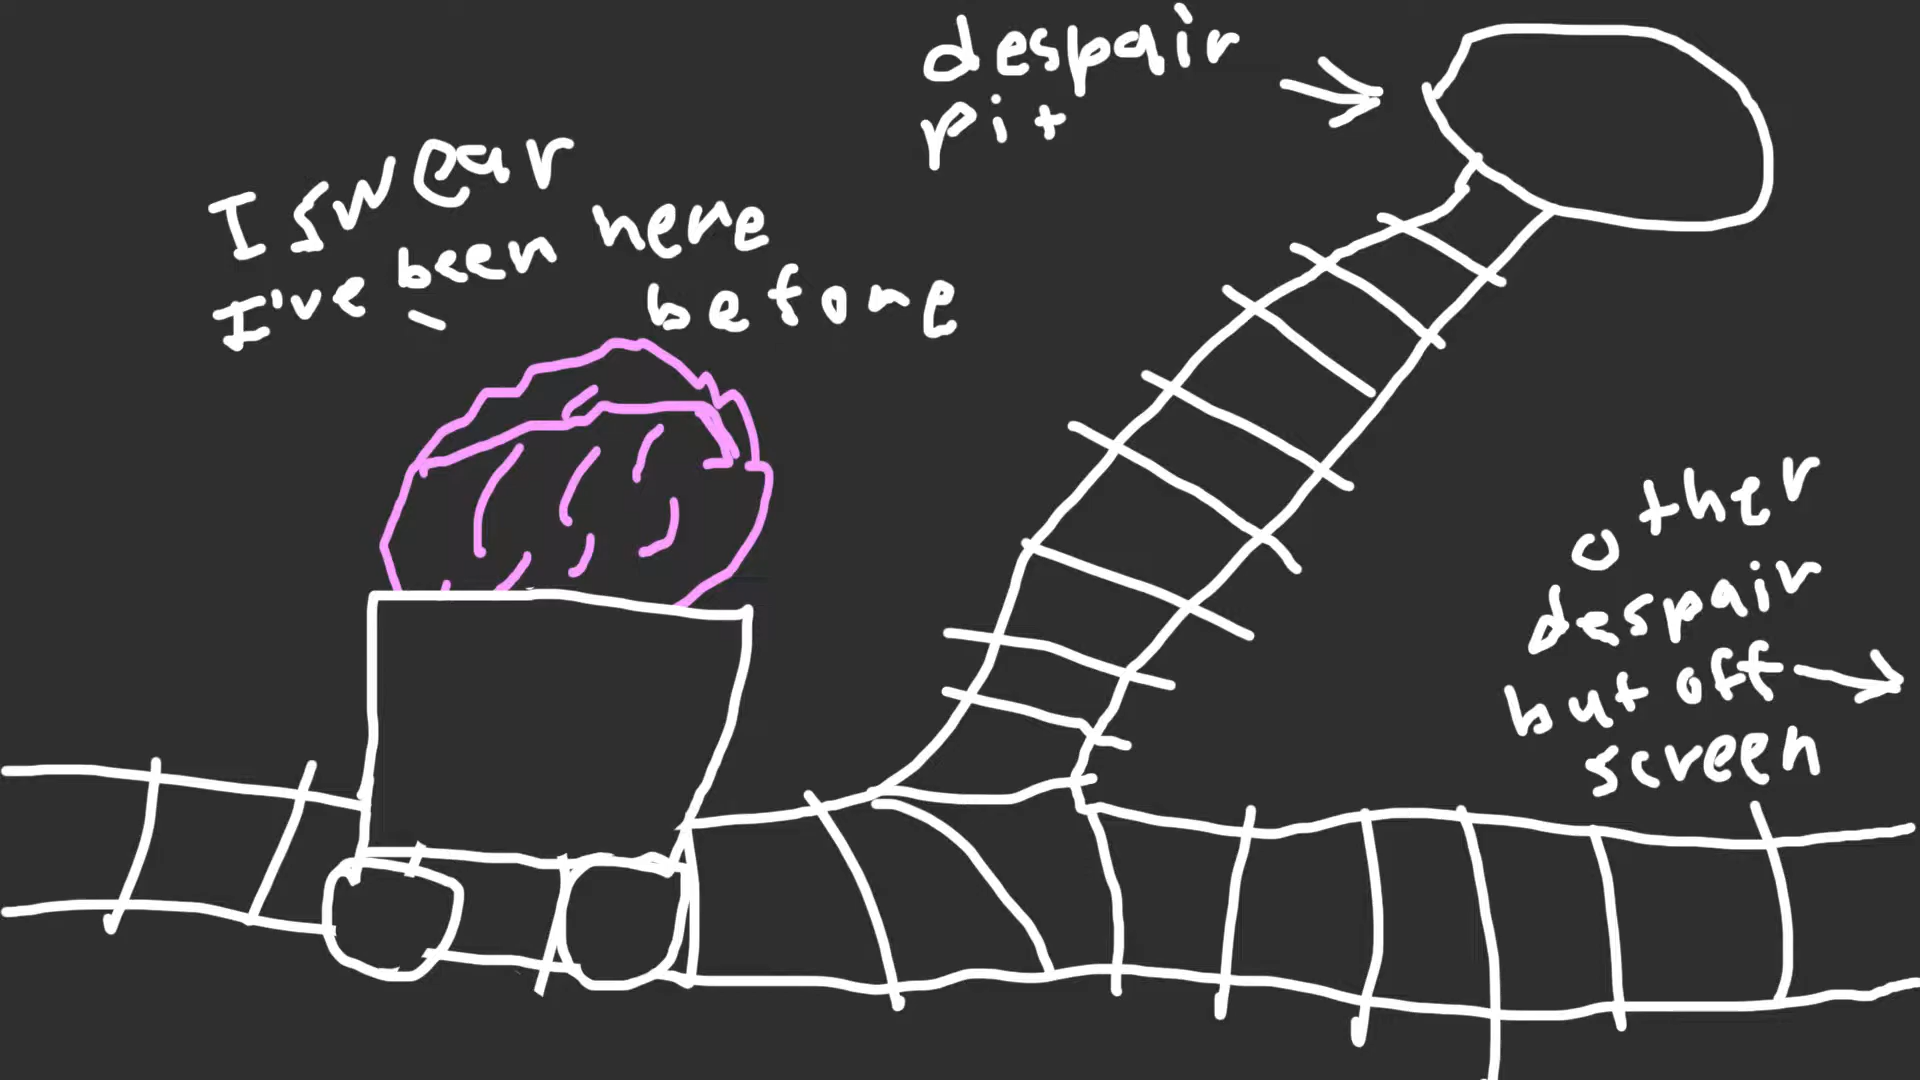 despair
pit
I swear
I've been here
before
other
despair
but off
screen